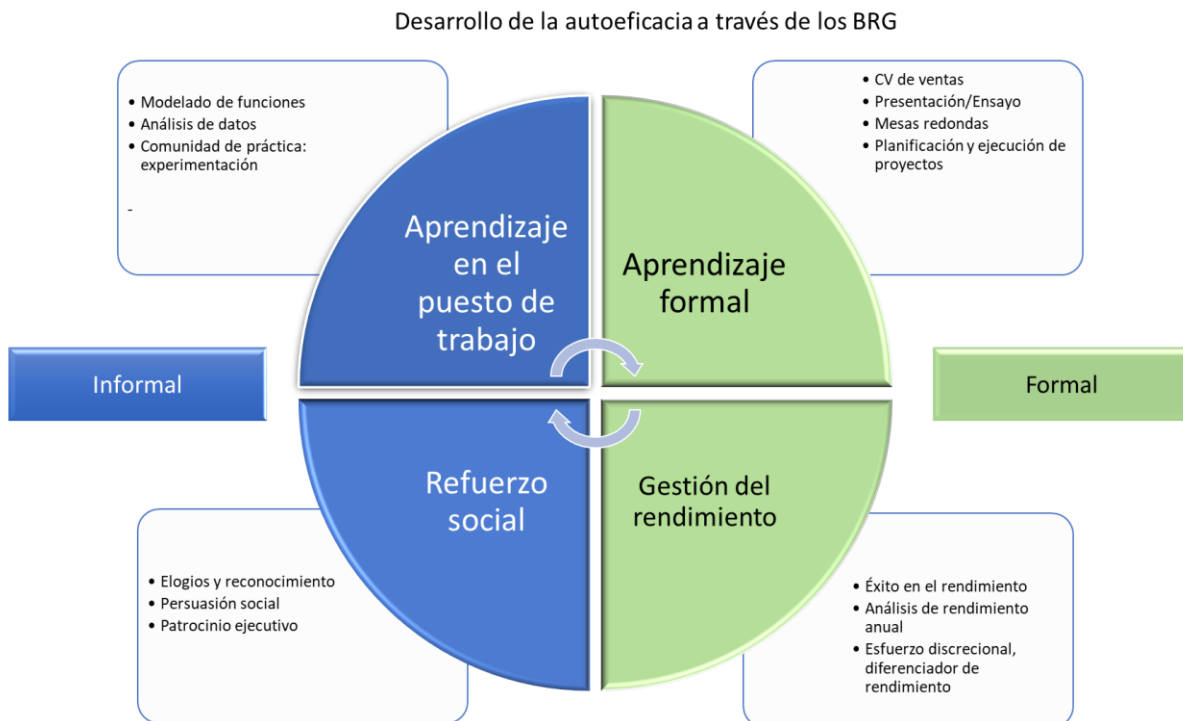 Desarrollo de la autoeficacia a través de los BRG
• Modelado de funciones
• Análisis de datos
• Comunidad de práctica:
experimentación
-
• CV de ventas
• Presentación/Ensayo
• Mesas redondas
• Planificación y ejecución de
proyectos
Aprendizaje
en el
puesto de
trabajo
Aprendizaje
formal
Informal
Formal
Refuerzo
social
Gestión del
rendimiento
• Elogios y reconocimiento
• Persuasión social
• Patrocinio ejecutivo
• Éxito en el rendimiento
• Análisis de rendimiento
anual
• Esfuerzo discrecional,
diferenciador de
rendimiento